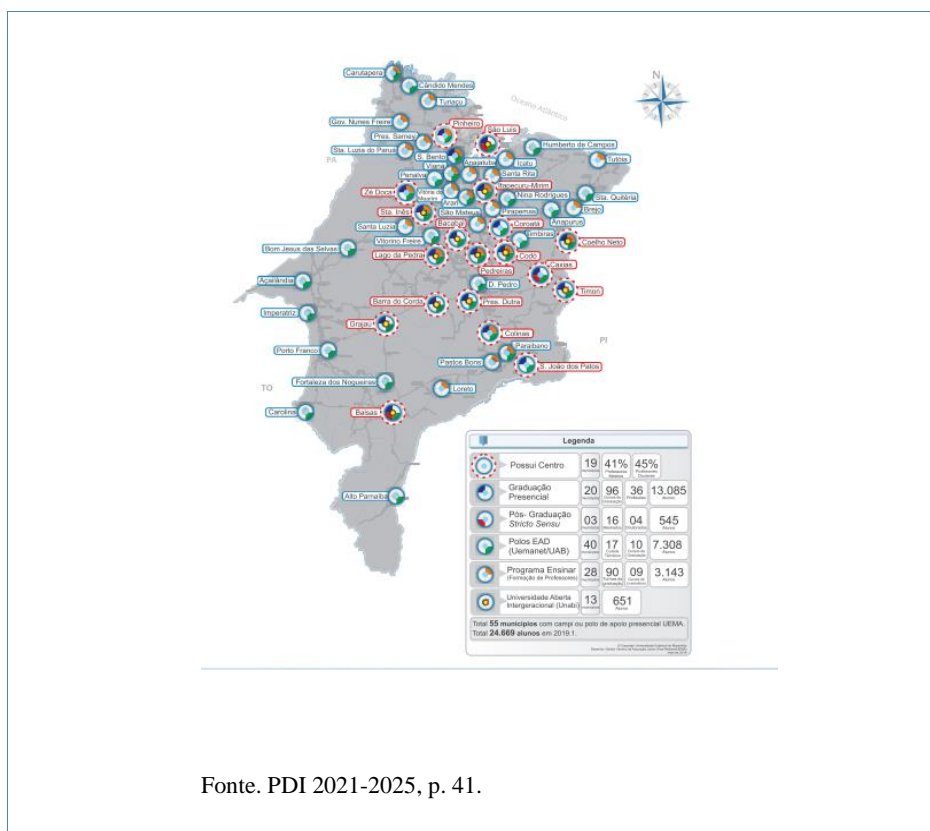 Carutapera
Cândido Mendes
Turiaçu
N
Oceano Atlântico
Gov. Nunes Freire
Pinheiro
São Luís
Pres. Sarney
Humberto de Campos
Sta. Luzia do Paruá
S. Bento
Anajatuba
Icatu
Tutóia
PA
Viana
Penalva
Santa Rita
Itapecuru-Mirim
Zé Doca
Vitória do Mearim
Arari
Nina Rodrigues
Sta. Quitéria
Sta. Inês
São Mateus
Pirapemas
Brejo
Anapurus
Santa Luzia
Bacabal
Coroatá
Vitorino Freire
Timbiras
Coelho Neto
Bom Jesus das Selvas
Lago da Pedra
Codó
Caxias
Pedreiras
Açailândia
D. Pedro
Timon
Barra do Corda
Pres. Dutra
Imperatriz
Grajaú
Colinas
PI
Porto Franco
Paraibano
Pastos Bons
S. João dos Patos
TO
Fortaleza dos Nogueiras
Loreto
Carolina
Balsas
Alto Parnaíba
Legenda
Possui Centro 19 41% 45%
Graduação Presencial 20 96 36 13.085
Pós- Graduação Stricto Sensu 03 16 04 545
Polos EAD (Uemanet/UAB) 40 17 10 7.308
Programa Ensinar (Formação de Professores) 28 90 09 3.143
Universidade Aberta Intergeracional (Unabi) 13 651
Total 55 municípios com campi ou polo de apoio presencial UEMA.
Total 24.669 alunos em 2019.1.
Fonte. PDI 2021-2025, p. 41.